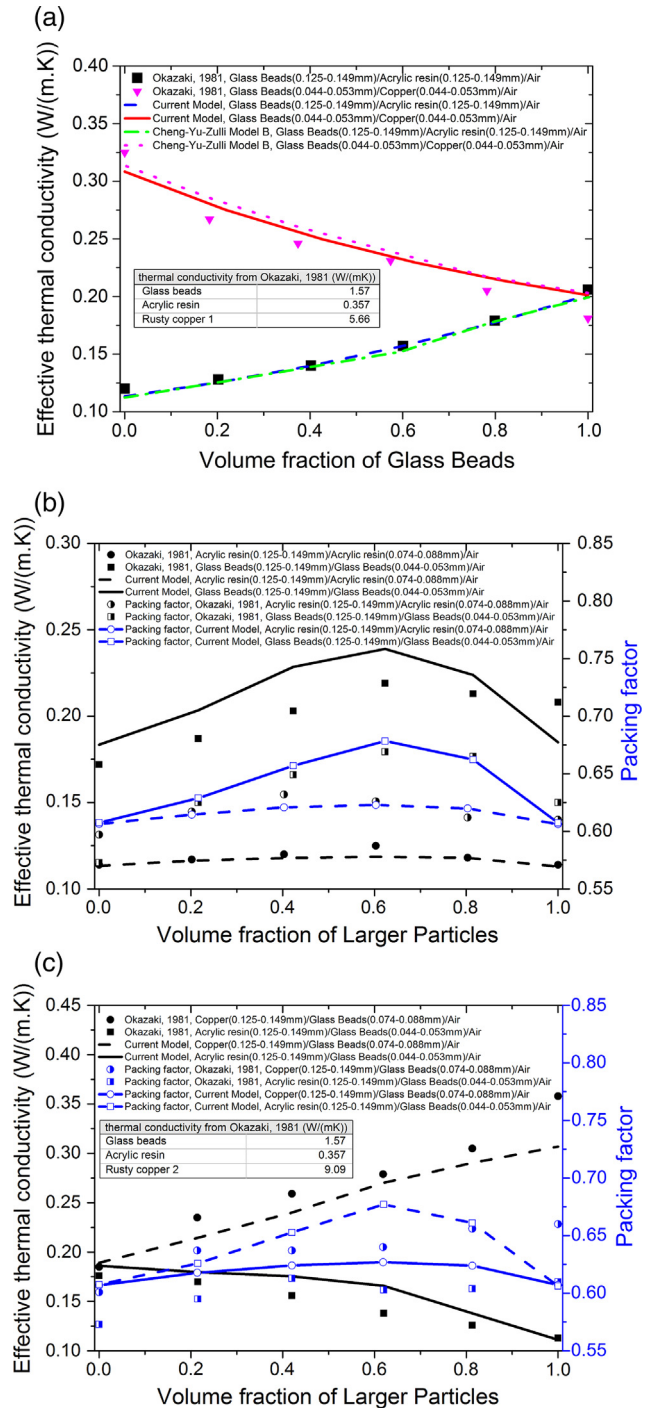 (a)
Effective thermal conductivity (W/(m.K))
0.40
0.35
0.30
0.25
0.20
0.15
0.10
Okazaki, 1981, Glass Beads(0.125-0.149mm)/Acrylic resin(0.125-0.149mm)/Air
Okazaki, 1981, Glass Beads(0.044-0.053mm)/Copper(0.044-0.053mm)/Air
Current Model, Glass Beads(0.125-0.149mm)/Acrylic resin(0.125-0.149mm)/Air
Current Model, Glass Beads(0.044-0.053mm)/Copper(0.044-0.053mm)/Air
Cheng-Yu-Zulli Model B, Glass Beads(0.125-0.149mm)/Acrylic resin(0.125-0.149mm)/Air
Cheng-Yu-Zulli Model B, Glass Beads(0.044-0.053mm)/Copper(0.044-0.053mm)/Air
thermal conductivity from Okazaki, 1981 (W/(mK))
Glass beads 1.57
Acrylic resin 0.357
Rusty copper 1 5.66
0.0 0.2 0.4 0.6 0.8 1.0
Volume fraction of Glass Beads
(b)
Effective thermal conductivity (W/(m.K))
0.30
0.25
0.20
0.15
0.10
Okazaki, 1981, Acrylic resin(0.125-0.149mm)/Acrylic resin(0.074-0.088mm)/Air
Okazaki, 1981, Glass Beads(0.125-0.149mm)/Glass Beads(0.044-0.053mm)/Air
Current Model, Acrylic resin(0.125-0.149mm)/Acrylic resin(0.074-0.088mm)/Air
Current Model, Glass Beads(0.125-0.149mm)/Glass Beads(0.044-0.053mm)/Air
Packing factor, Okazaki, 1981, Acrylic resin(0.125-0.149mm)/Acrylic resin(0.074-0.088mm)/Air
Packing factor, Okazaki, 1981, Glass Beads(0.125-0.149mm)/Glass Beads(0.044-0.053mm)/Air
Packing factor, Current Model, Acrylic resin(0.125-0.149mm)/Acrylic resin(0.074-0.088mm)/Air
Packing factor, Current Model, Glass Beads(0.125-0.149mm)/Glass Beads(0.044-0.053mm)/Air
0.85
0.80
0.75
0.70
0.65
0.60
0.55
Packing factor
0.0 0.2 0.4 0.6 0.8 1.0
Volume fraction of Larger Particles
(c)
Effective thermal conductivity (W/(m.K))
0.45
0.40
0.35
0.30
0.25
0.20
0.15
0.10
Okazaki, 1981, Copper(0.125-0.149mm)/Glass Beads(0.074-0.088mm)/Air
Okazaki, 1981, Acrylic resin(0.125-0.149mm)/Glass Beads(0.044-0.053mm)/Air
Current Model, Copper(0.125-0.149mm)/Glass Beads(0.074-0.088mm)/Air
Current Model, Acrylic resin(0.125-0.149mm)/Glass Beads(0.044-0.053mm)/Air
Packing factor, Okazaki, 1981, Copper(0.125-0.149mm)/Glass Beads(0.074-0.088mm)/Air
Packing factor, Okazaki, 1981, Acrylic resin(0.125-0.149mm)/Glass Beads(0.044-0.053mm)/Air
Packing factor, Current Model, Copper(0.125-0.149mm)/Glass Beads(0.074-0.088mm)/Air
Packing factor, Current Model, Acrylic resin(0.125-0.149mm)/Glass Beads(0.044-0.053mm)/Air
thermal conductivity from Okazaki, 1981 (W/(mK))
Glass beads 1.57
Acrylic resin 0.357
Rusty copper 2 9.09
0.85
0.80
0.75
0.70
0.65
0.60
0.55
Packing factor
0.0 0.2 0.4 0.6 0.8 1.0
Volume fraction of Larger Particles